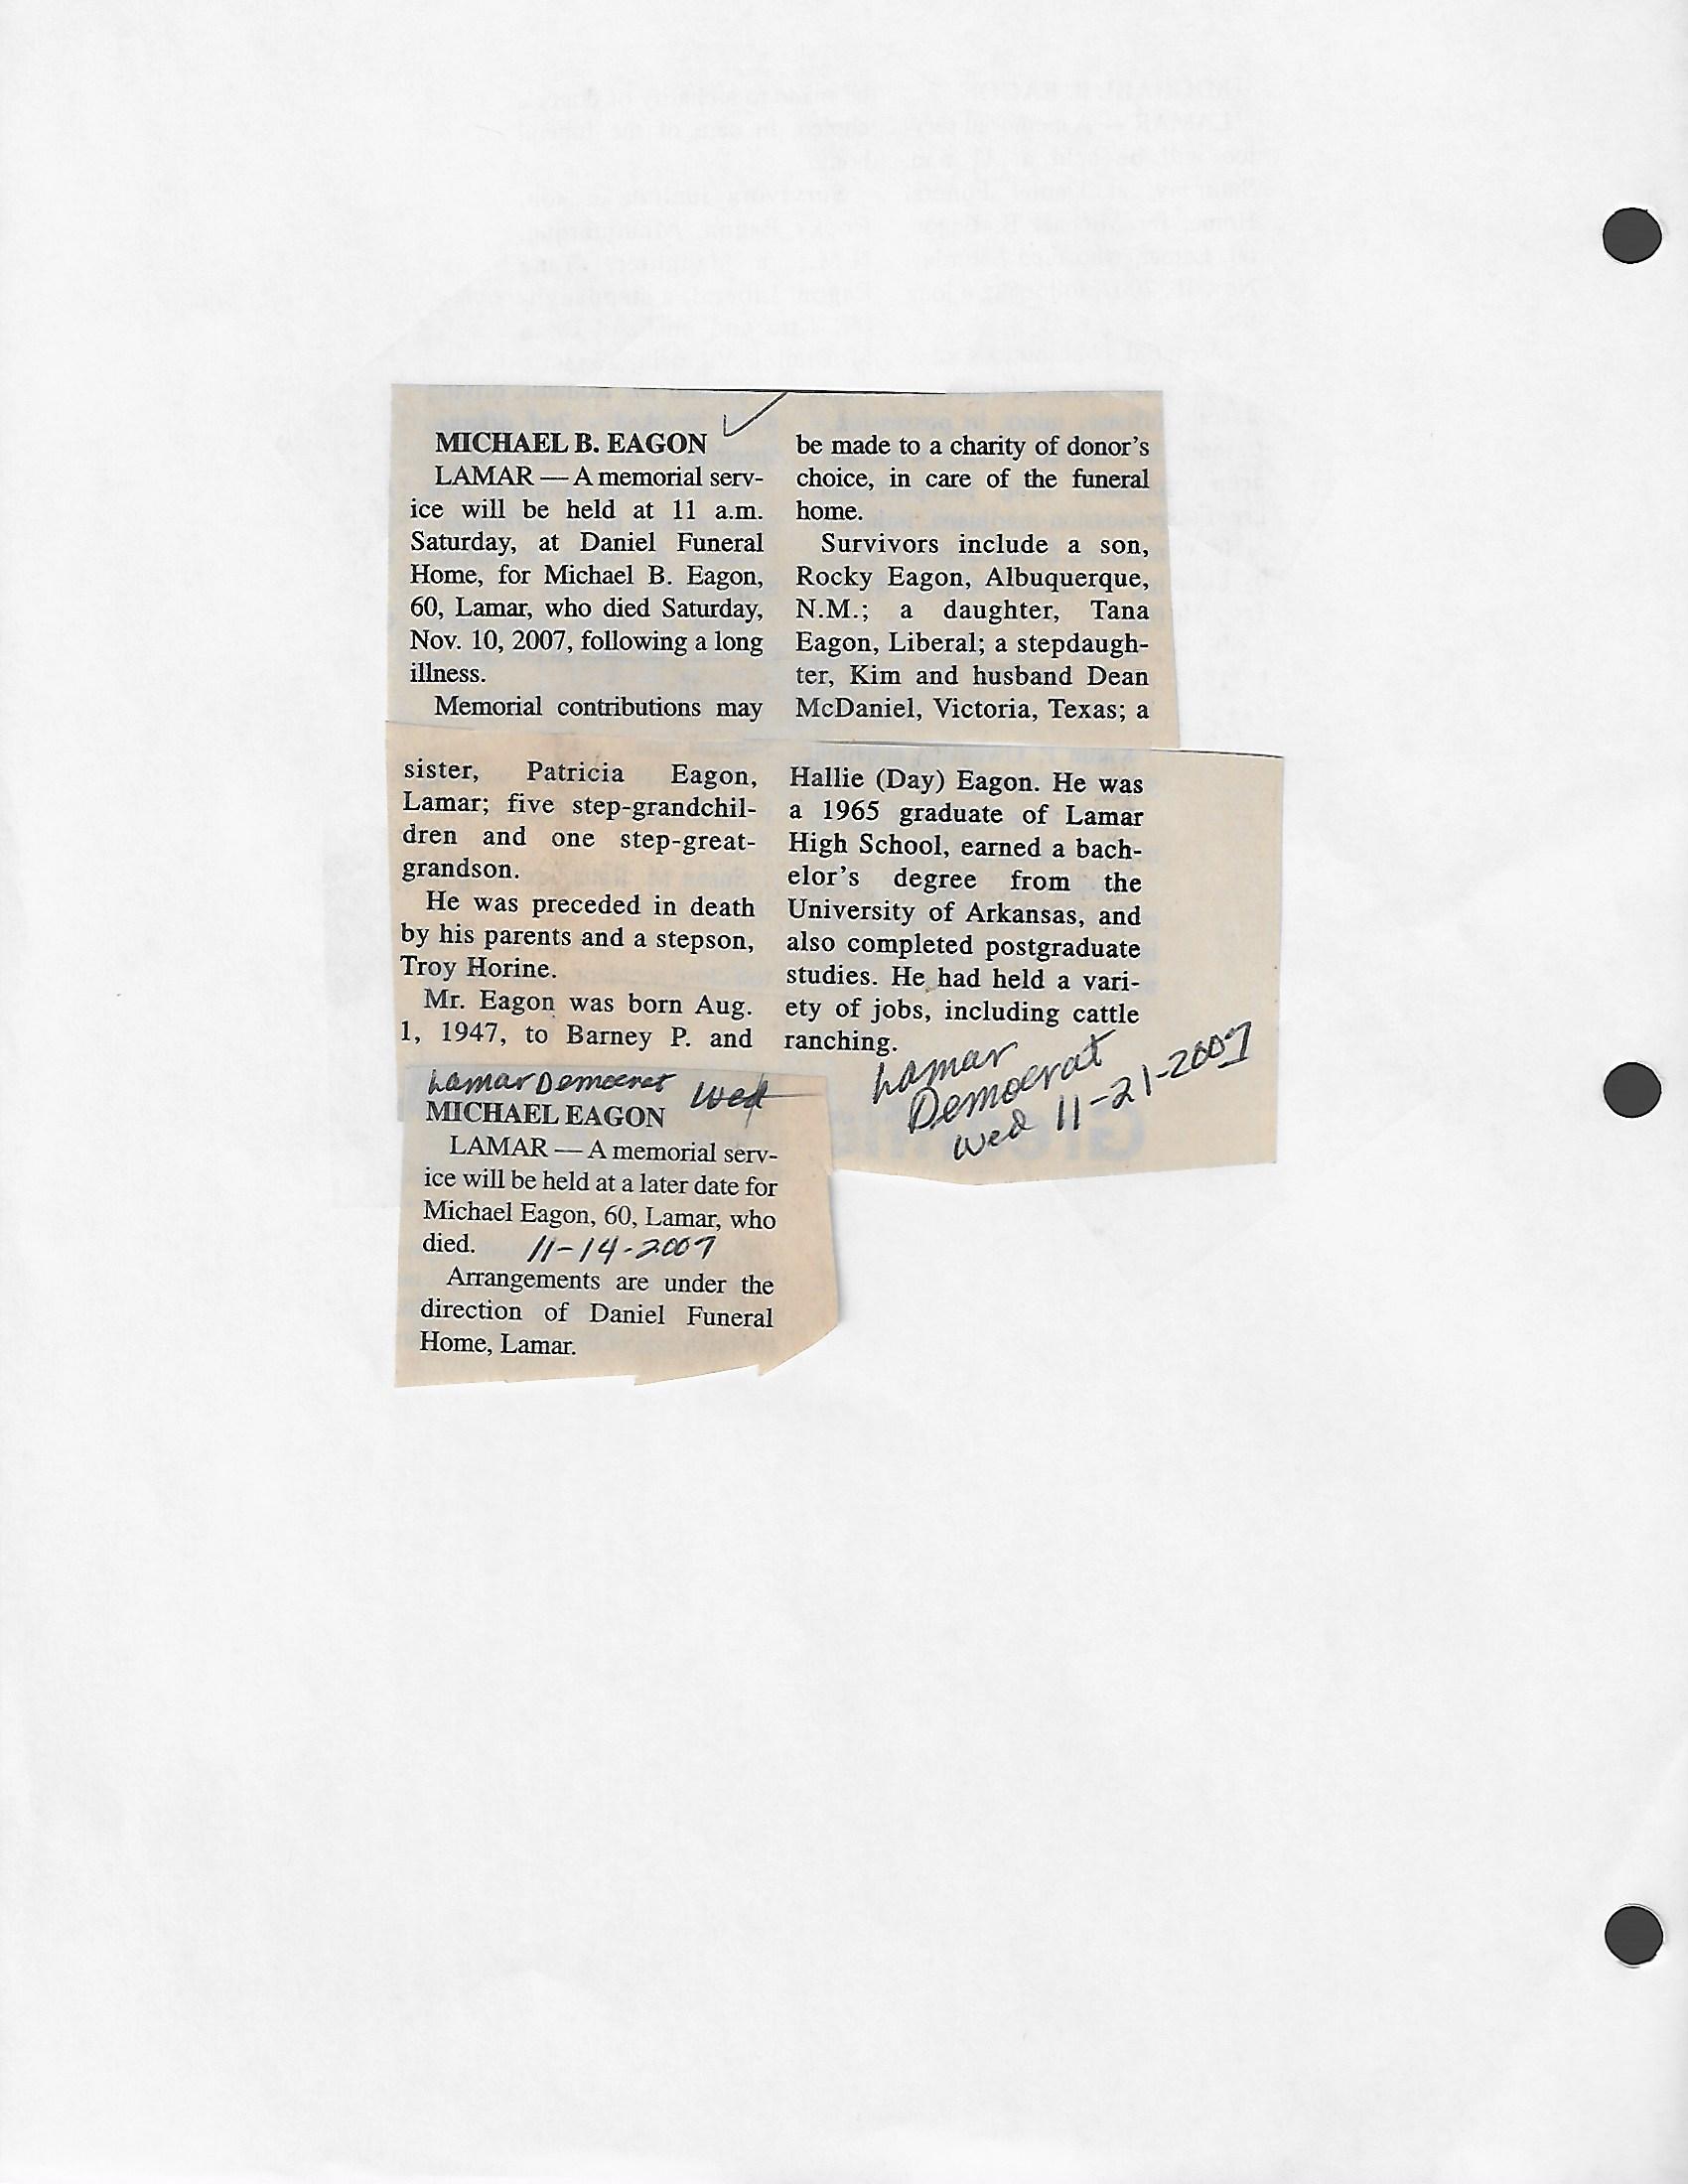 MICHAEL B. EAGON
LAMAR — A memorial serv-
ice will be held at 11 a.m.
Saturday, at Daniel Funeral
Home, for Michael B. Eagon,
60, Lamar, who died Saturday,
Nov. 10, 2007, following a long
illness.
Memorial contributions may
be made to a charity of donor's
choice, in care of the funeral
home.
Survivors include a son,
Rocky Eagon, Albuquerque,
N.M.; a daughter, Tana
Eagon, Liberal; a stepdaugh-
ter, Kim and husband Dean
McDaniel, Victoria, Texas; a
sister, Patricia Eagon,
Lamar; five step-grandchil-
dren and one step-great-
grandson.
He was preceded in death
by his parents and a stepson,
Troy Horine.
Mr. Eagon was born Aug.
1, 1947, to Barney P. and
Hallie (Day) Eagon. He was
a 1965 graduate of Lamar
High School, earned a bach-
elor's degree from the
University of Arkansas, and
also completed postgraduate
studies. He had held a vari-
ety of jobs, including cattle
ranching.
Lamar
Democrat
Wed 11-21-2007
Lamar Democrat Wed
MICHAEL EAGON
LAMAR — A memorial serv-
ice will be held at a later date for
Michael Eagon, 60, Lamar, who
died. 11-14-2007
Arrangements are under the
direction of Daniel Funeral
Home, Lamar.